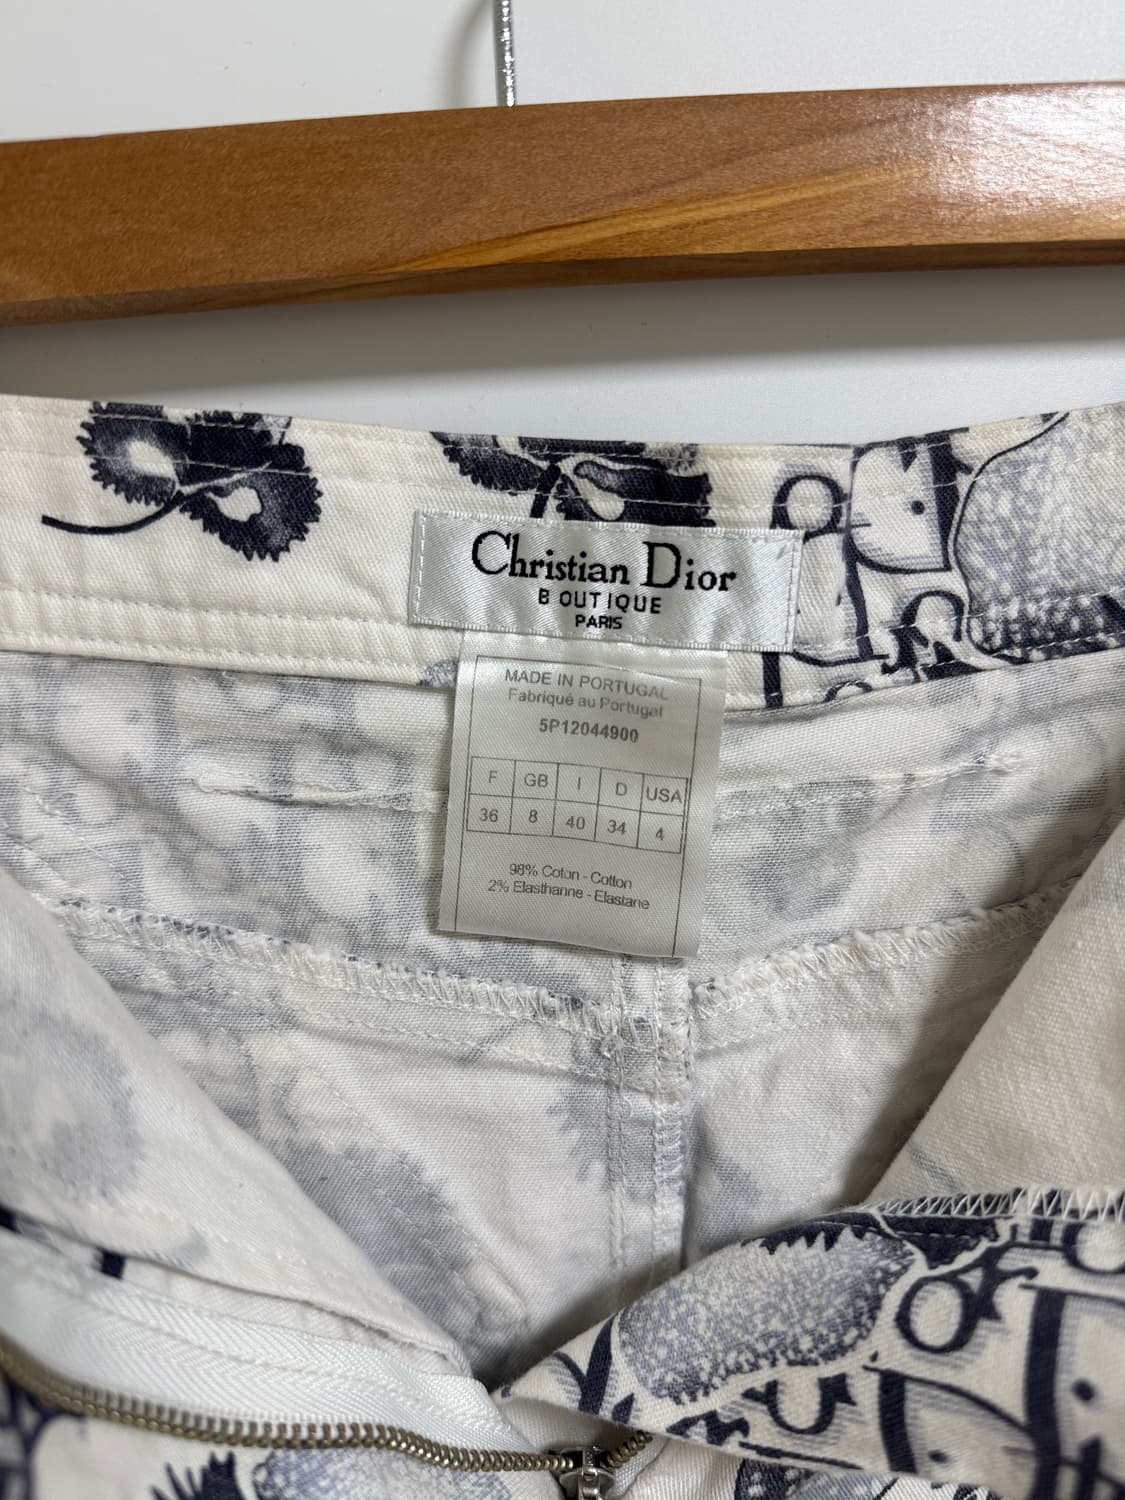 Christian Dior
BOUTIQUE
PARIS
MADE IN PORTUGAL
Fabriqué au Portugal
5P12044900
F GB I D USA
36 8 40 34 4
98% Coton - Cotton
2% Elasthanne - Elastane